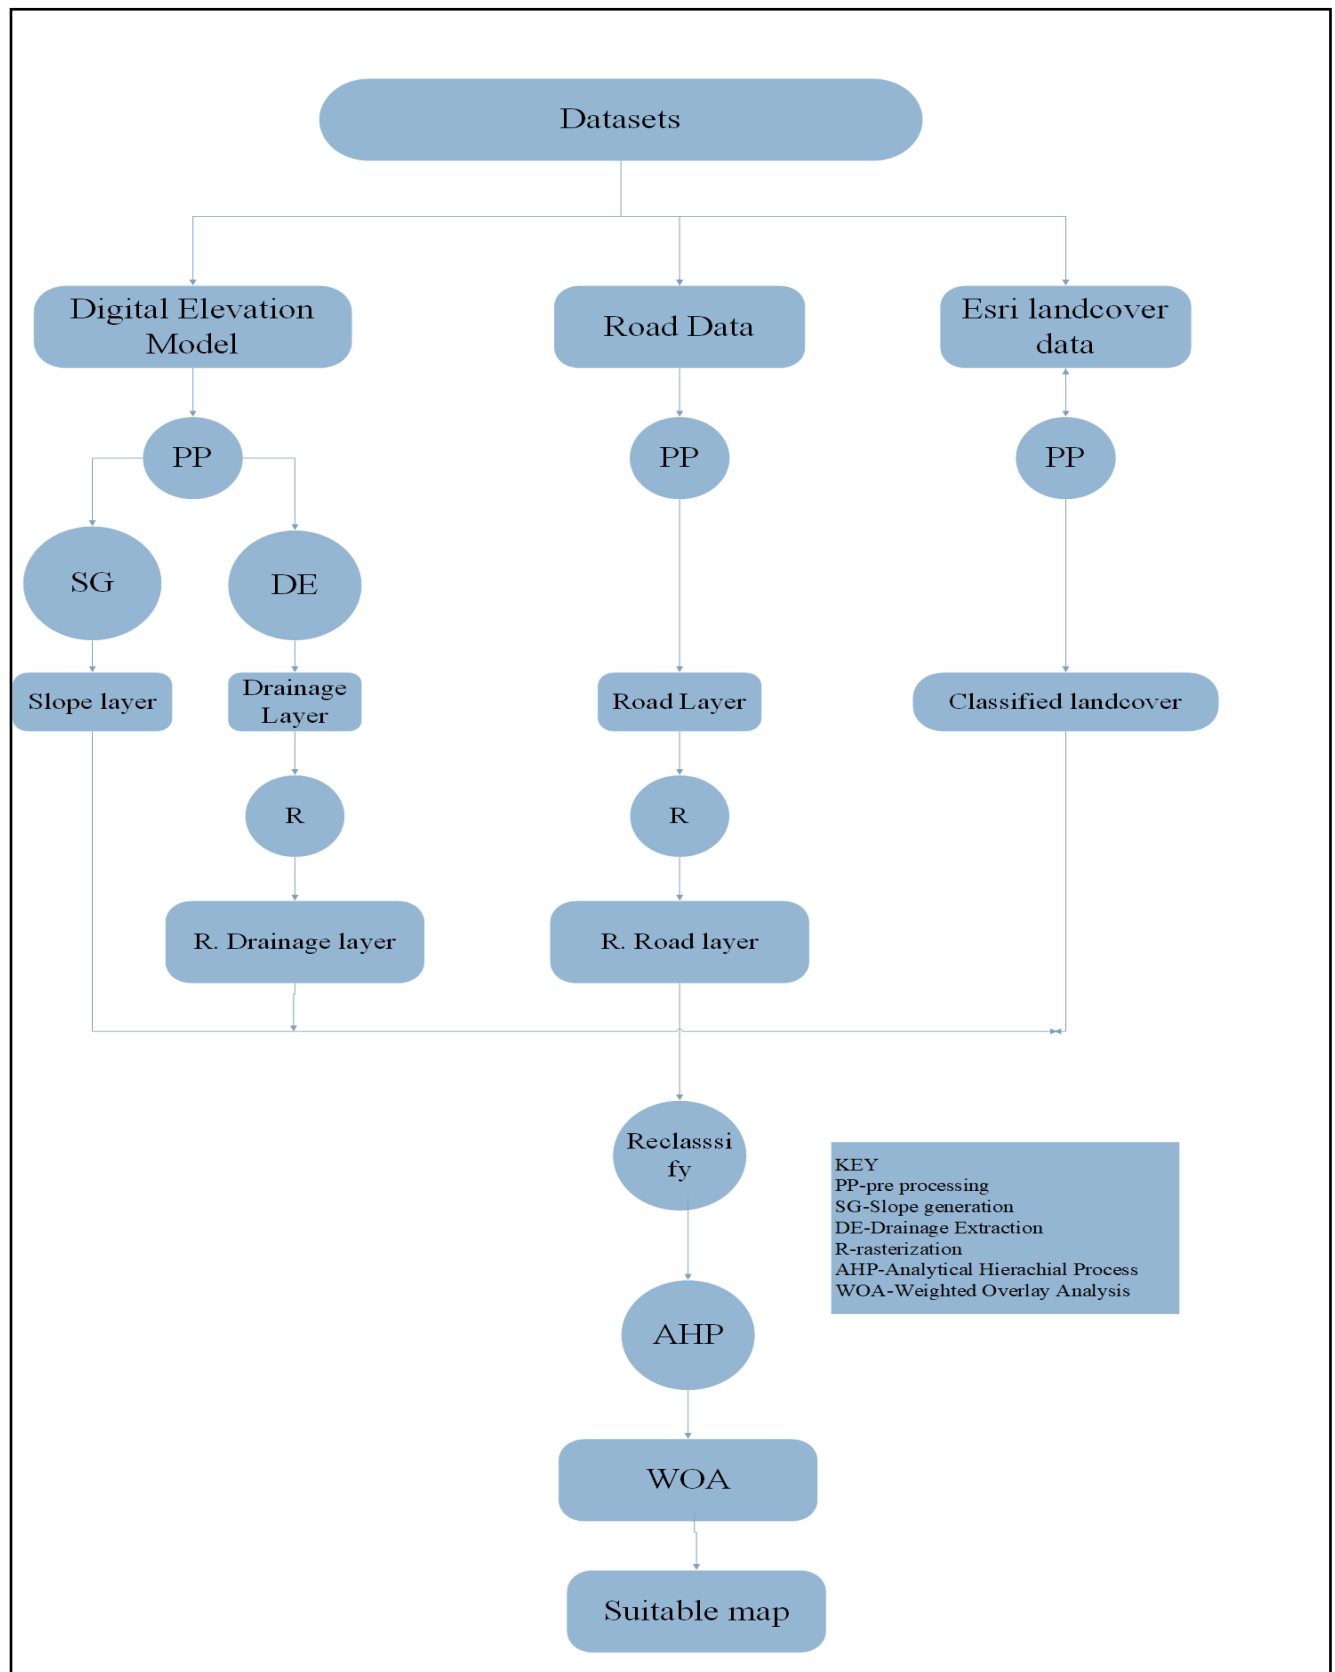 Datasets
Digital Elevation
Model
Road Data
Esri landcover
data
PP
PP
PP
SG
DE
Slope layer
Drainage
Layer
Road Layer
Classified landcover
R
R
R. Drainage layer
R. Road layer
Reclasssi
fy
KEY
PP-pre processing
SG-Slope generation
DE-Drainage Extraction
R-rasterization
AHP-Analytical Hierachial Process
WOA-Weighted Overlay Analysis
AHP
WOA
Suitable map